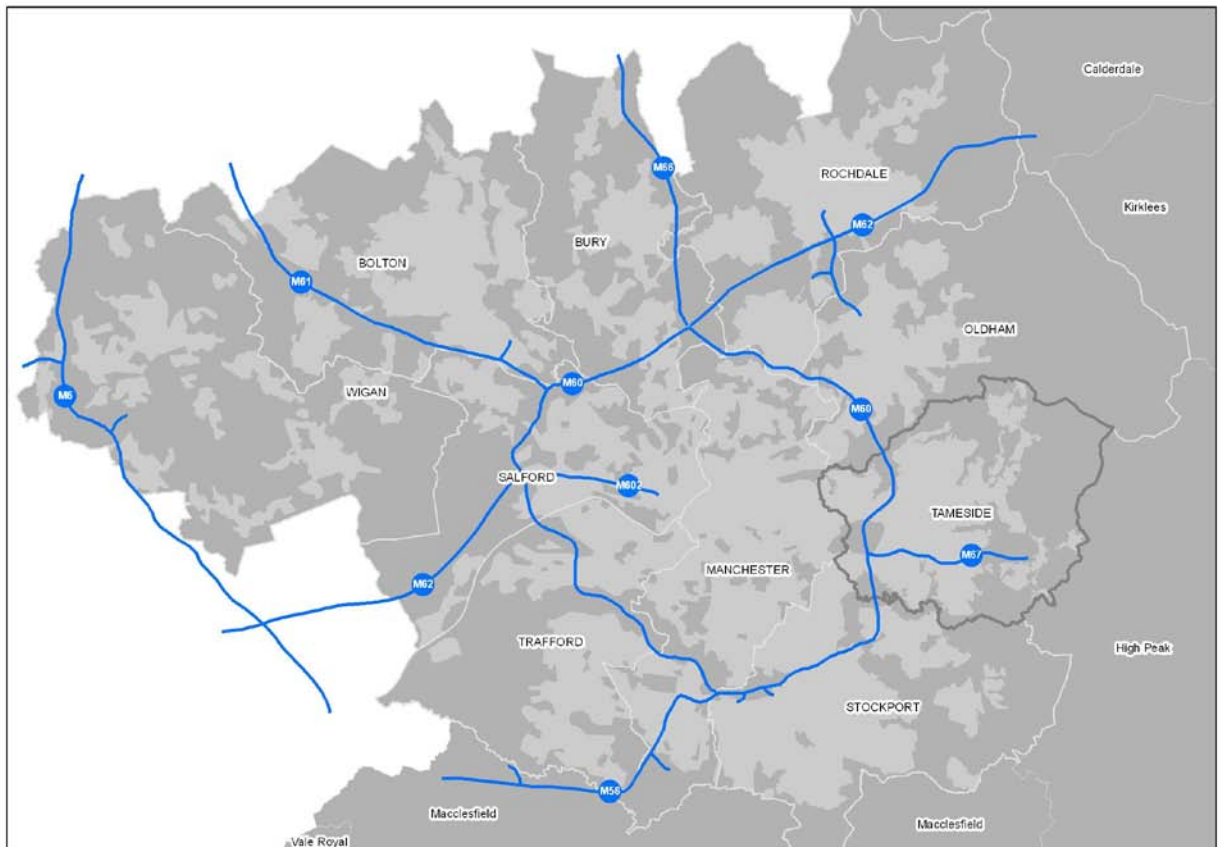 Calderdale
M66
ROCHDALE
Kirklees
M62
BURY
BOLTON
M61
OLDHAM
M60
WIGAN
M6
M60
SALFORD
M602
TAMESIDE
M67
MANCHESTER
M62
TRAFFORD
High Peak
STOCKPORT
M56
Macclesfield
Macclesfield
Vale Royal